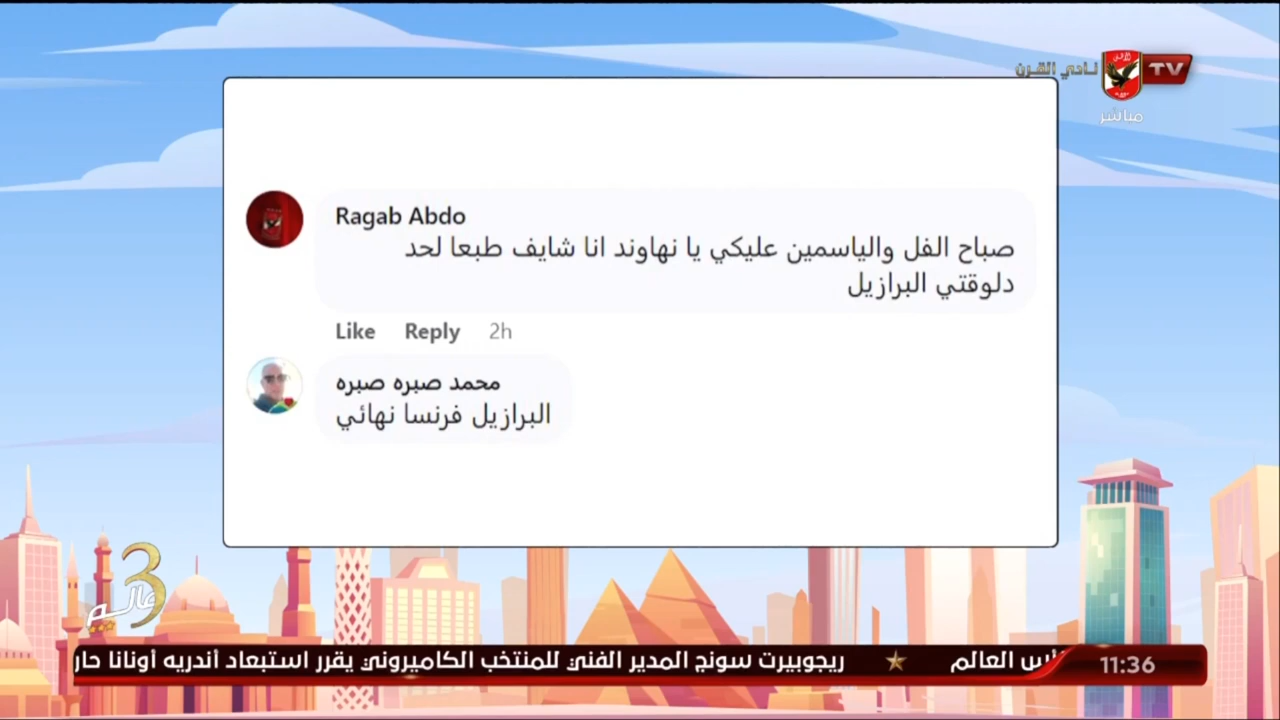 نادي القرن
TV
مباشر
Ragab Abdo
صباح الفل والياسمين عليكي يا نهاوند انا شايف طبعا لحد
دلوقتي البرازيل
Like Reply 2h
محمد صبره صبره
البرازيل فرنسا نهائي
3
عالم
11:36
العالم ★ ريجوبيرت سونج المدير الفني للمنتخب الكاميروني يقرر استبعاد أندريه أونانا